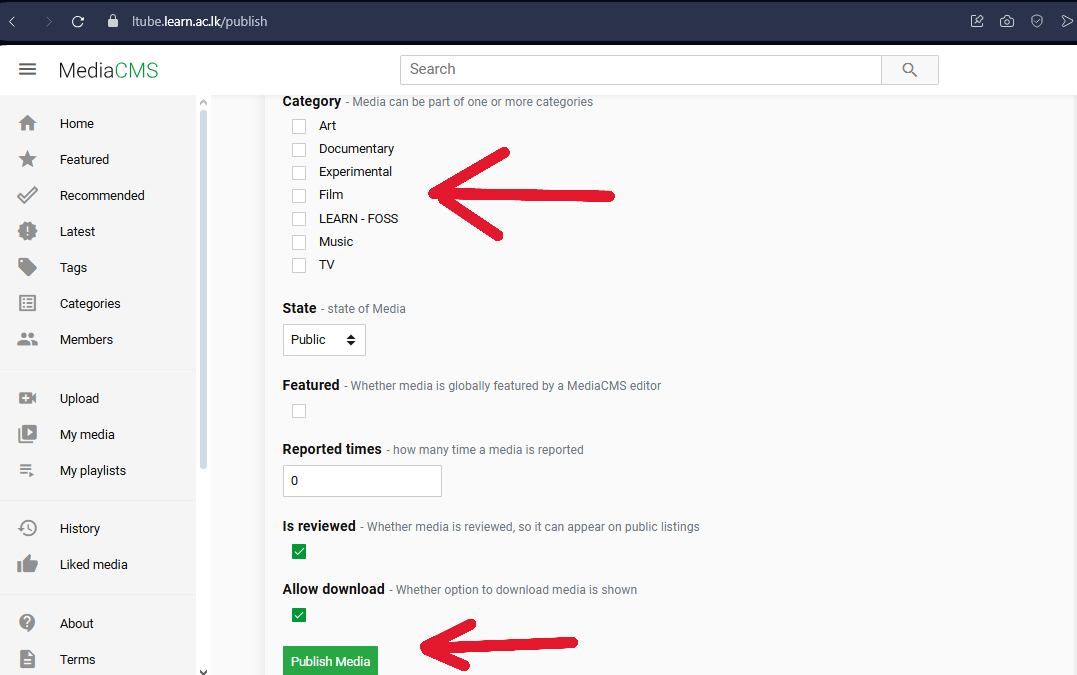 ltube.learn.ac.lk/publish
MediaCMS
Search
Home
Featured
Recommended
Latest
Tags
Categories
Members
Upload
My media
My playlists
History
Liked media
About
Terms
Category - Media can be part of one or more categories
Art
Documentary
Experimental
Film
LEARN - FOSS
Music
TV
State - state of Media
Public
Featured - Whether media is globally featured by a MediaCMS editor
Reported times - how many time a media is reported
0
Is reviewed - Whether media is reviewed, so it can appear on public listings
Allow download - Whether option to download media is shown
Publish Media